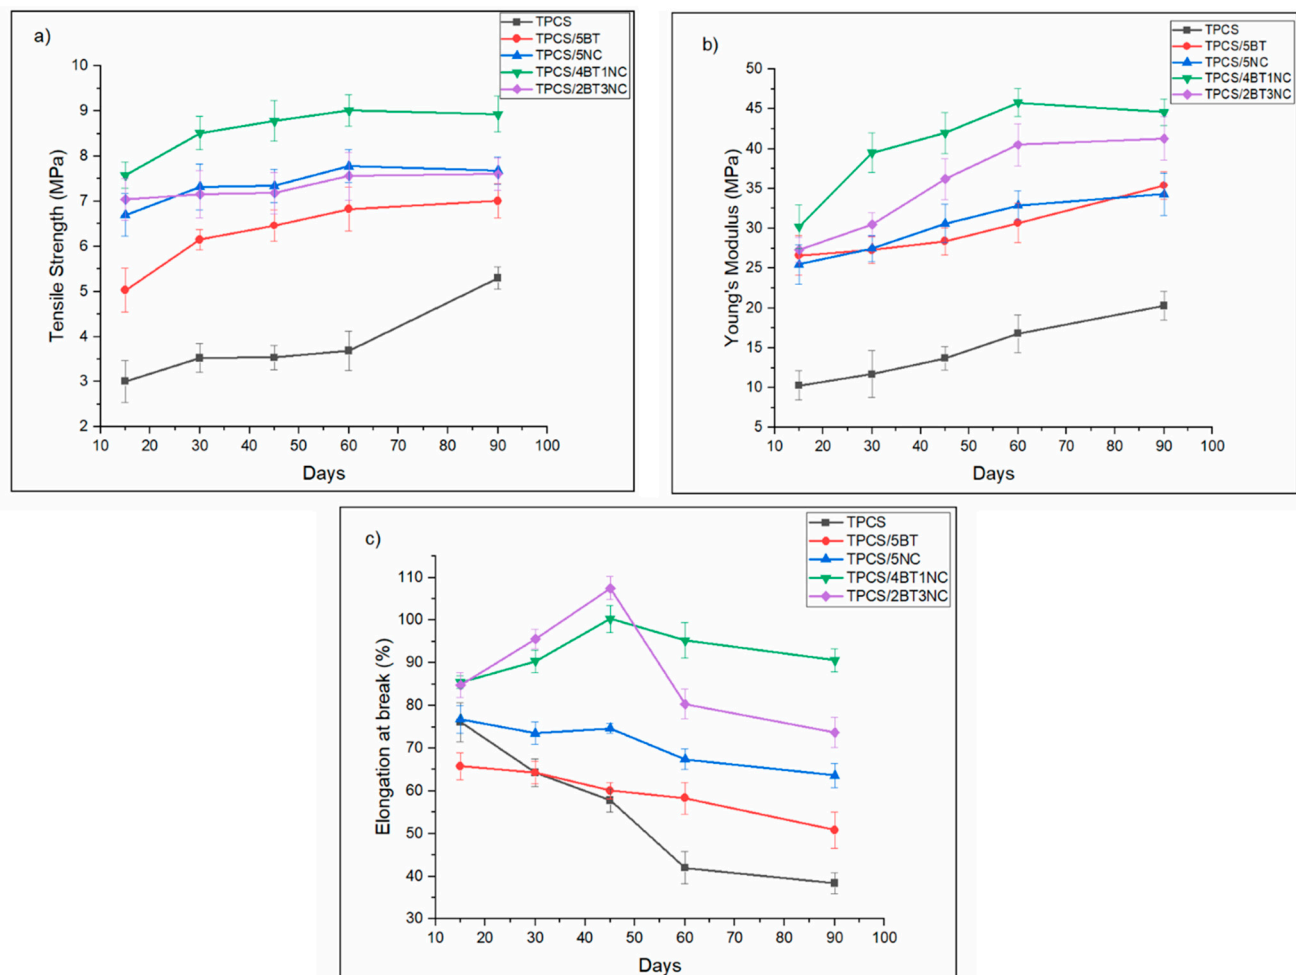 a)
TPCS
TPCS/5BT
TPCS/5NC
TPCS/4BT1NC
TPCS/2BT3NC
Tensile Strength (MPa)
10
9
8
7
6
5
4
3
2
10 20 30 40 50 60 70 80 90 100
Days
b)
TPCS
TPCS/5BT
TPCS/5NC
TPCS/4BT1NC
TPCS/2BT3NC
Young's Modulus (MPa)
50
45
40
35
30
25
20
15
10
5
10 20 30 40 50 60 70 80 90 100
Days
c)
TPCS
TPCS/5BT
TPCS/5NC
TPCS/4BT1NC
TPCS/2BT3NC
Elongation at break (%)
110
100
90
80
70
60
50
40
30
10 20 30 40 50 60 70 80 90 100
Days